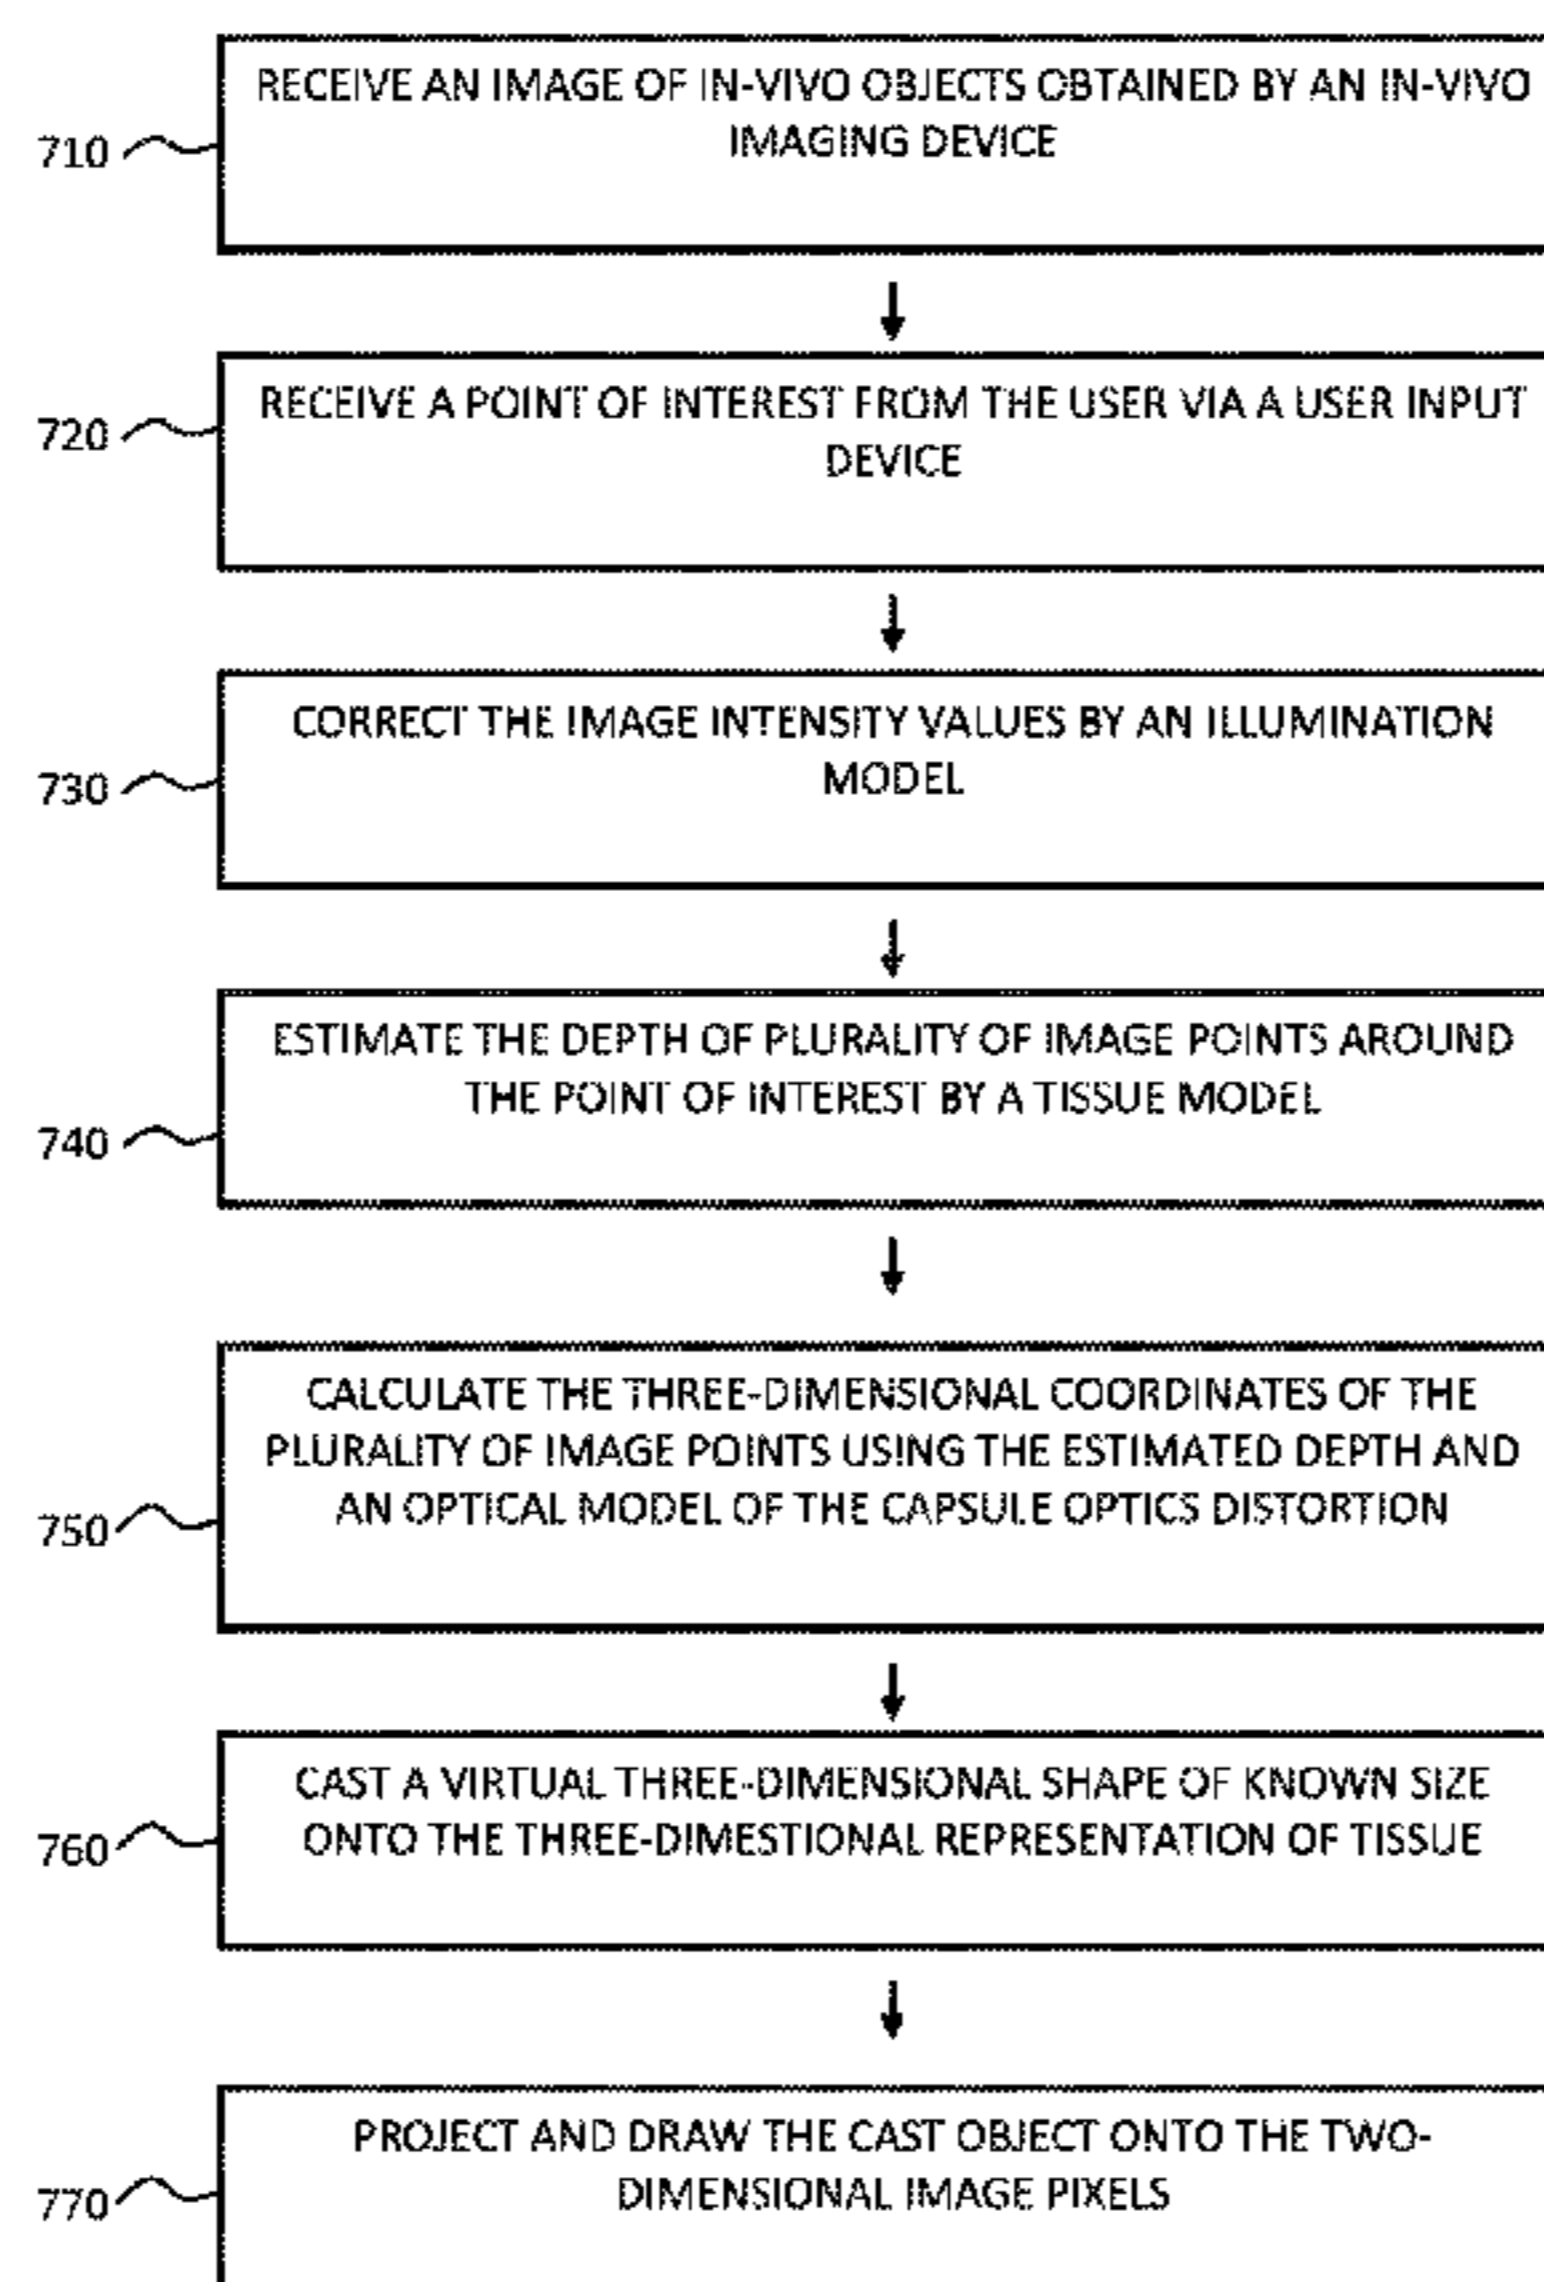 RECEIVE AN IMAGE OF IN-VIVO OBJECTS OBTAINED BY AN IN-VIVO
IMAGING DEVICE
710
RECEIVE A POINT OF INTEREST FROM THE USER VIA A USER INPUT
DEVICE
720
CORRECT THE IMAGE INTENSITY VALUES BY AN ILLUMINATION
MODEL
730
ESTIMATE THE DEPTH OF PLURALITY OF IMAGE POINTS AROUND
THE POINT OF INTEREST BY A TISSUE MODEL
740
CALCULATE THE THREE-DIMENSIONAL COORDINATES OF THE
PLURALITY OF IMAGE POINTS USING THE ESTIMATED DEPTH AND
AN OPTICAL MODEL OF THE CAPSULE OPTICS DISTORTION
750
CAST A VIRTUAL THREE-DIMENSIONAL SHAPE OF KNOWN SIZE
ONTO THE THREE-DIMESTIONAL REPRESENTATION OF TISSUE
760
PROJECT AND DRAW THE CAST OBJECT ONTO THE TWO-
DIMENSIONAL IMAGE PIXELS
770